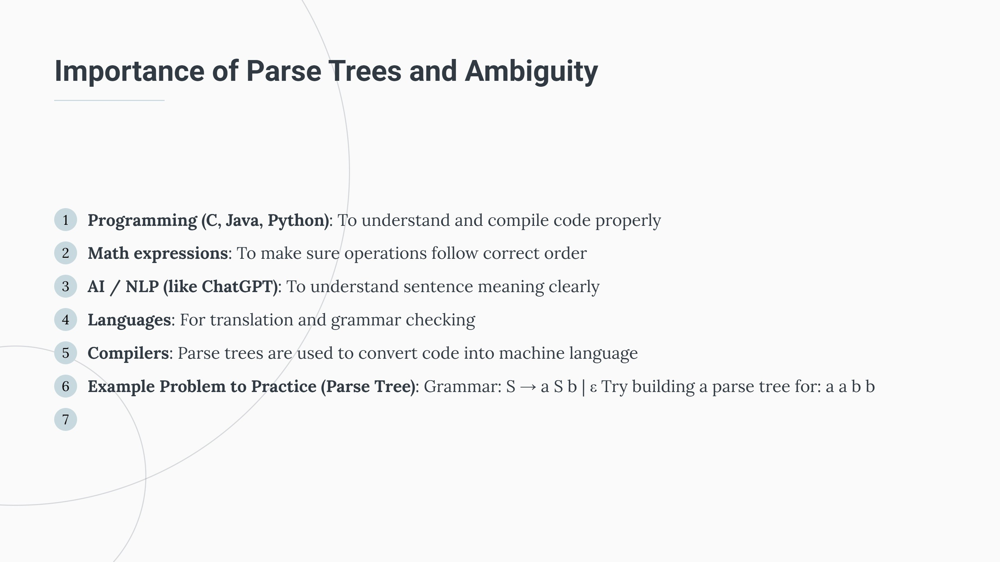 Importance of Parse Trees and Ambiguity
1 Programming (C, Java, Python): To understand and compile code properly
2 Math expressions: To make sure operations follow correct order
3 AI / NLP (like ChatGPT): To understand sentence meaning clearly
4 Languages: For translation and grammar checking
5 Compilers: Parse trees are used to convert code into machine language
6 Example Problem to Practice (Parse Tree): Grammar: S → a S b | ε Try building a parse tree for: a a b b
7